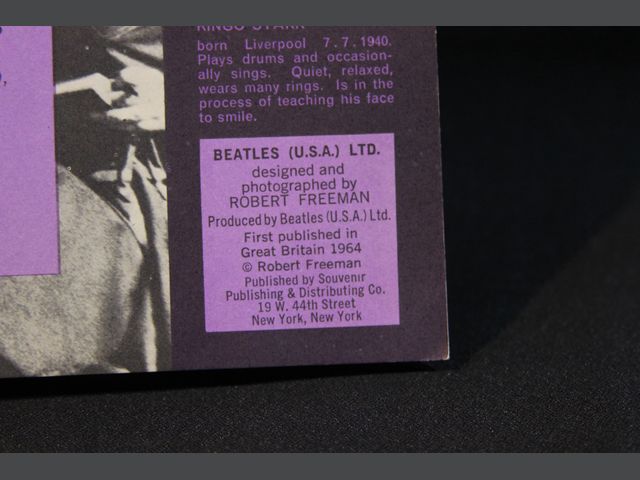 RINGO STARR
born Liverpool 7.7.1940.
Plays drums and occasion-
ally sings. Quiet, relaxed,
wears many rings. Is in the
process of teaching his face
to smile.
BEATLES (U.S.A.) LTD.
designed and
photographed by
ROBERT FREEMAN
Produced by Beatles (U.S.A.) Ltd.
First published in
Great Britain 1964
© Robert Freeman
Published by Souvenir
Publishing & Distributing Co.
19 W. 44th Street
New York, New York